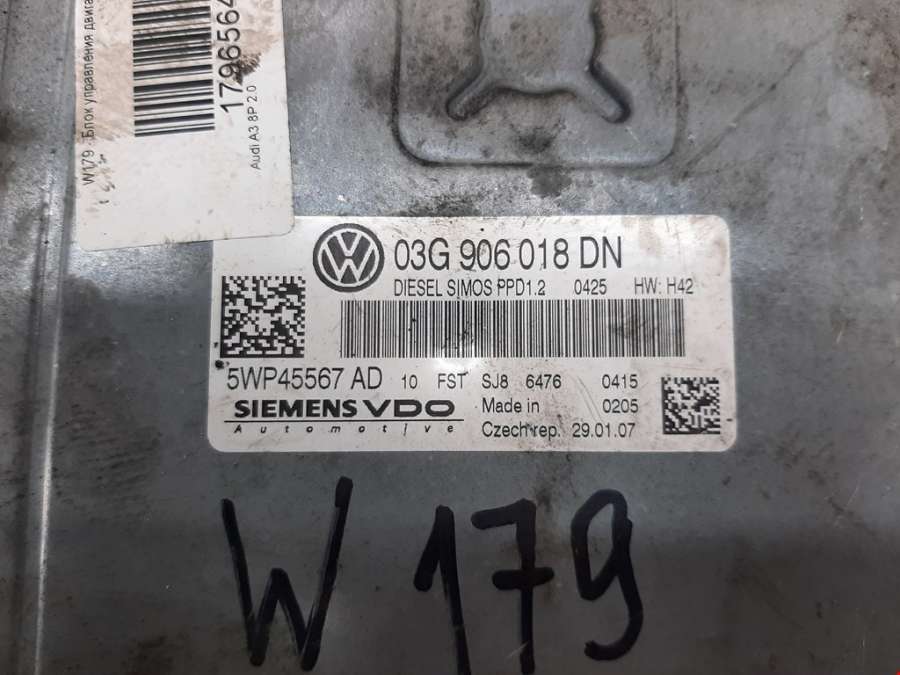 W179 - Блок управления двига
1796564
Audi A3 8P 2.0
03G 906 018 DN
DIESEL SIMOS PPD1.2 0425 HW: H42
5WP45567 AD 10 FST SJ8 6476 0415
SIEMENS VDO Made in 0205
Automotive Czech rep. 29.01.07
W 179